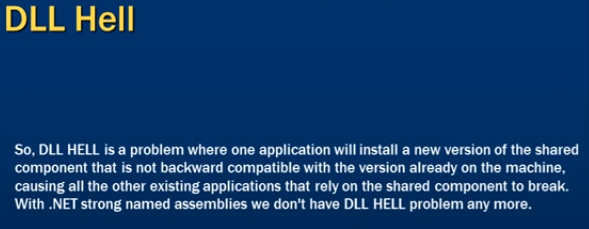 DLL Hell
So, DLL HELL is a problem where one application will install a new version of the shared
component that is not backward compatible with the version already on the machine,
causing all the other existing applications that rely on the shared component to break.
With .NET strong named assemblies we don't have DLL HELL problem any more.